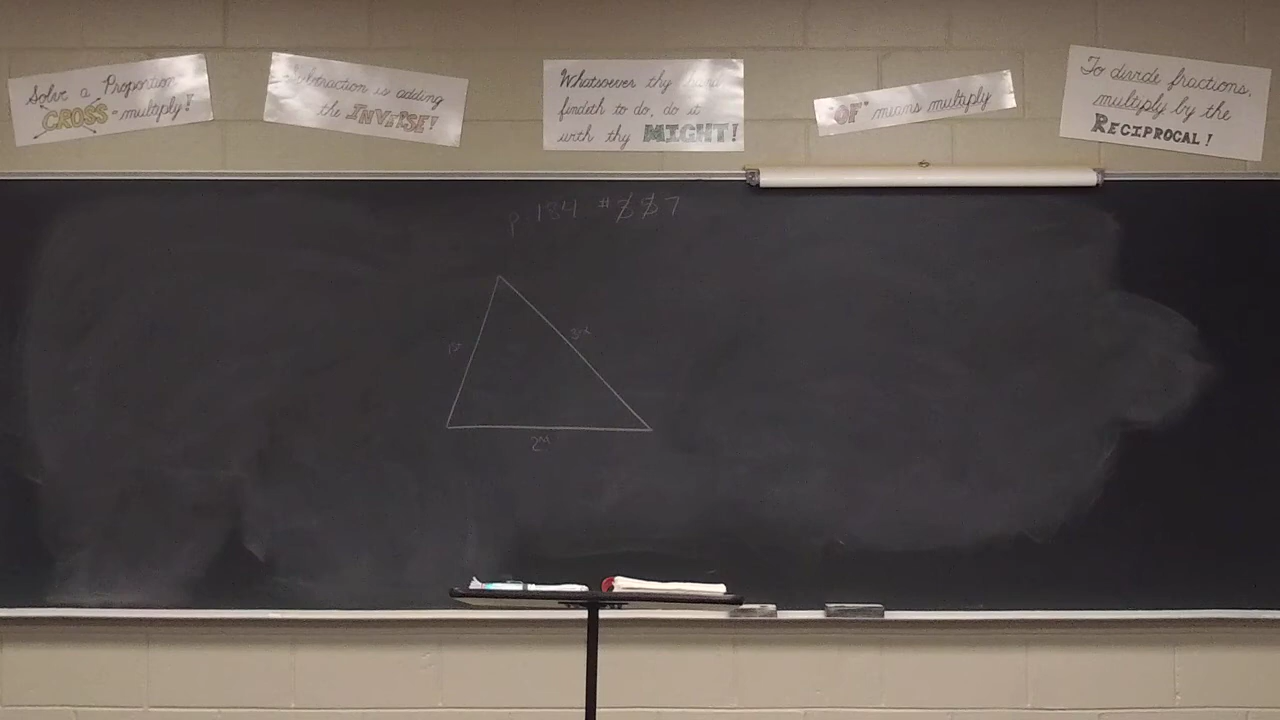 Solve a Proportion
CROSS-multiply!
Subtraction is adding
the INVERSE!
Whatsoever thy hand
findeth to do, do it
with thy MIGHT!
"OF" means multiply
To divide fractions,
multiply by the
RECIPROCAL!
p. 184 # 7
1st
3rd
2nd